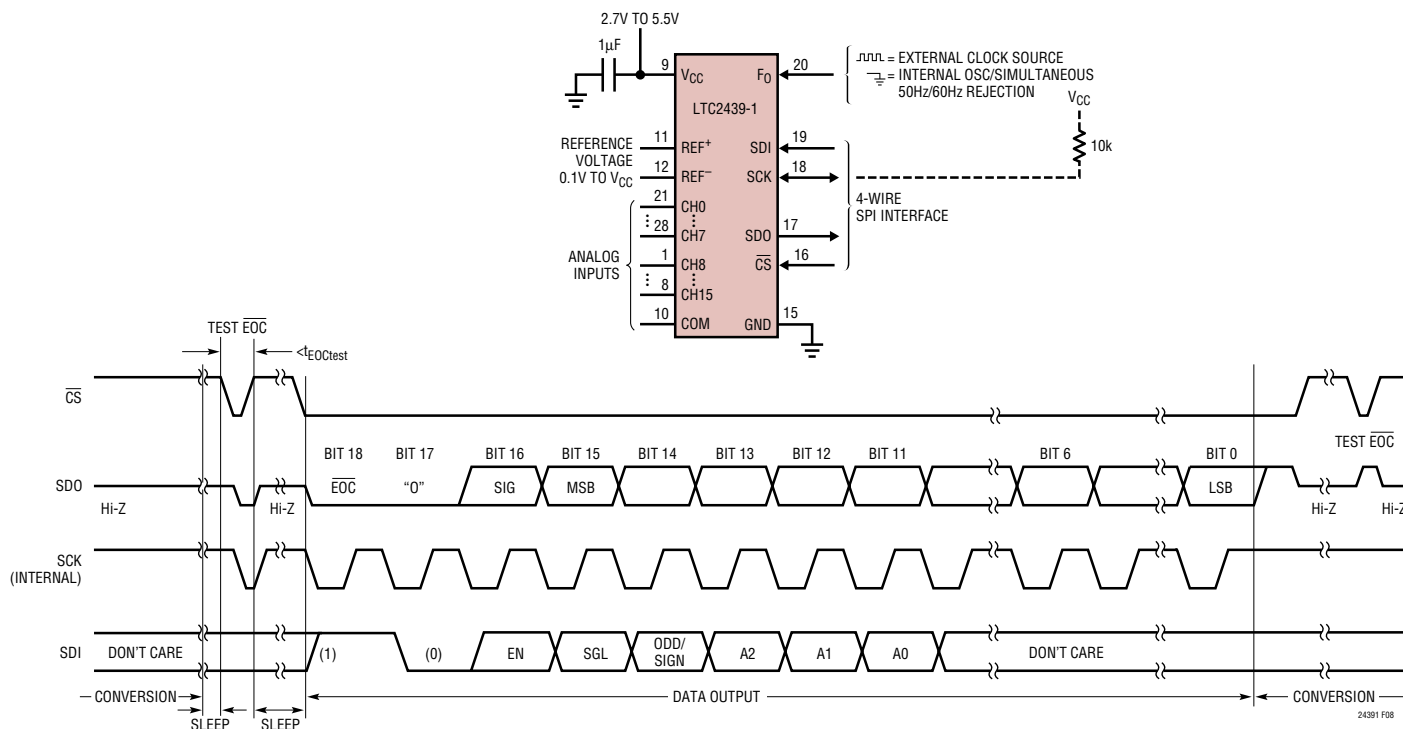 2.7V TO 5.5V
1µF
9
VCC
FO
20
= EXTERNAL CLOCK SOURCE
= INTERNAL OSC/SIMULTANEOUS
50Hz/60Hz REJECTION
LTC2439-1
VCC
10k
REFERENCE
VOLTAGE
0.1V TO VCC
11
REF+
12
REF–
SDI
19
SCK
18
SDO
17
CS
16
4-WIRE
SPI INTERFACE
ANALOG
INPUTS
21
CH0
28
CH7
1
CH8
8
CH15
10
COM
GND
15
TEST EOC
<tEOCtest
CS
BIT 18
BIT 17
BIT 16
BIT 15
BIT 14
BIT 13
BIT 12
BIT 11
BIT 6
BIT 0
TEST EOC
SDO
EOC
"O"
SIG
MSB
LSB
Hi-Z
Hi-Z
Hi-Z
Hi-Z
SCK
(INTERNAL)
SDI
DON'T CARE
(1)
(0)
EN
SGL
ODD/
SIGN
A2
A1
A0
DON'T CARE
CONVERSION
DATA OUTPUT
CONVERSION
SLEEP
SLEEP
24391 F08